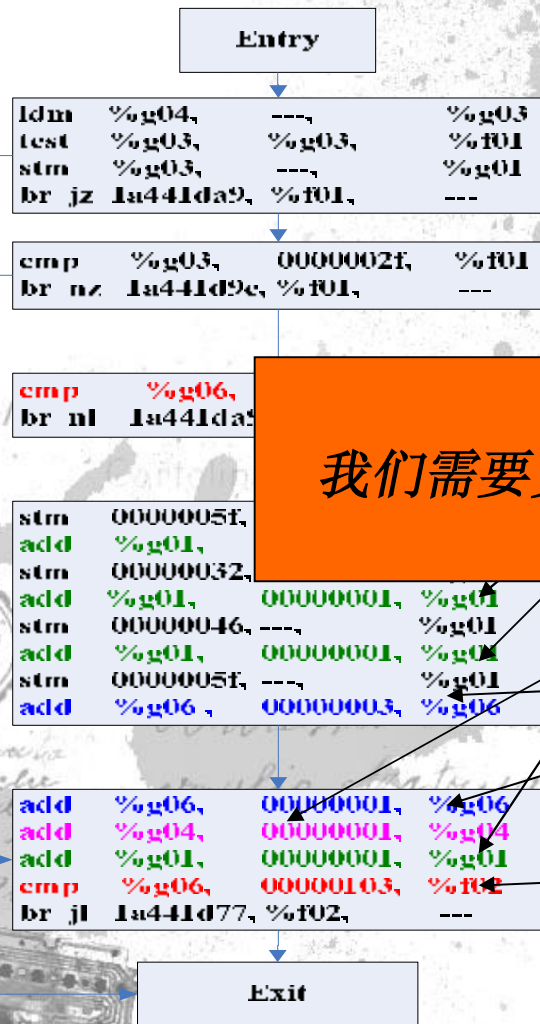 Entry
ldm %g04, ---, %g03
test %g03, %g03, %f01
stm %g03, ---, %g01
br jz 1a441da9, %f01, ---
cmp %g03, 0000002f, %f01
br nz 1a441d9c, %f01, ---
cmp %g06,
br nl 1a441da9
我们需要
stm 0000005f,
add %g01,
stm 00000032,
add %g01, 00000001, %g01
stm 00000046, ---, %g01
add %g01, 00000001, %g01
stm 0000005f, ---, %g01
add %g06 , 00000003, %g06
add %g06, 00000001, %g06
add %g04, 00000001, %g04
add %g01, 00000001, %g01
cmp %g06, 00000103, %f02
br jl 1a441d77, %f02, ---
Exit